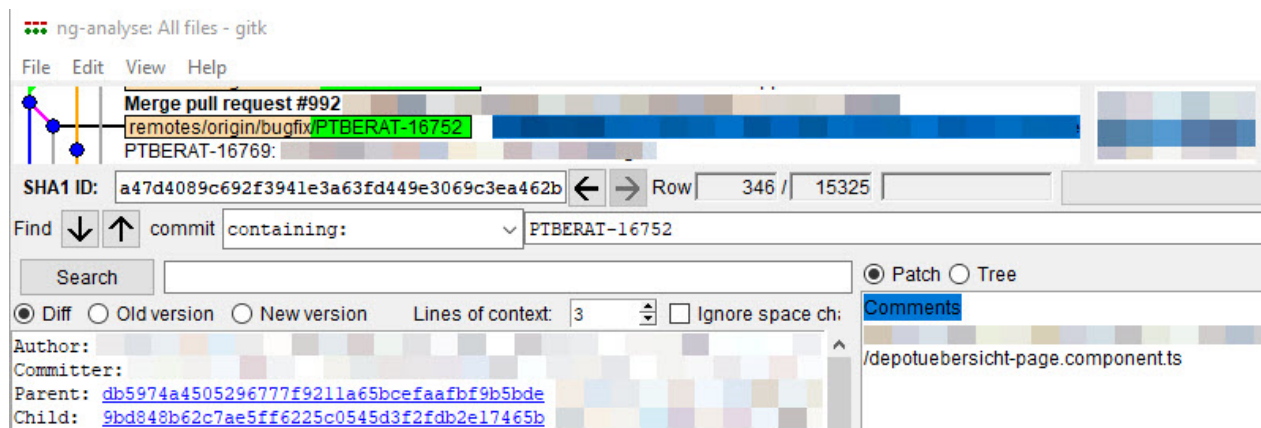 ng-analyse: All files - gitk
File Edit View Help
Merge pull request #992
remotes/origin/bugfix/PTBERAT-16752
PTBERAT-16769:
SHA1 ID: a47d4089c692f3941e3a63fd449e3069c3ea462b Row 346 / 15325
Find commit containing: PTBERAT-16752
Search
Patch Tree
Diff Old version New version Lines of context: 3 Ignore space cha
Comments
/depotuebersicht-page.component.ts
Author:
Committer:
Parent: db5974a4505296777f9211a65bcefaafbf9b5bde
Child: 9bd848b62c7ae5ff6225c0545d3f2fdb2e17465b